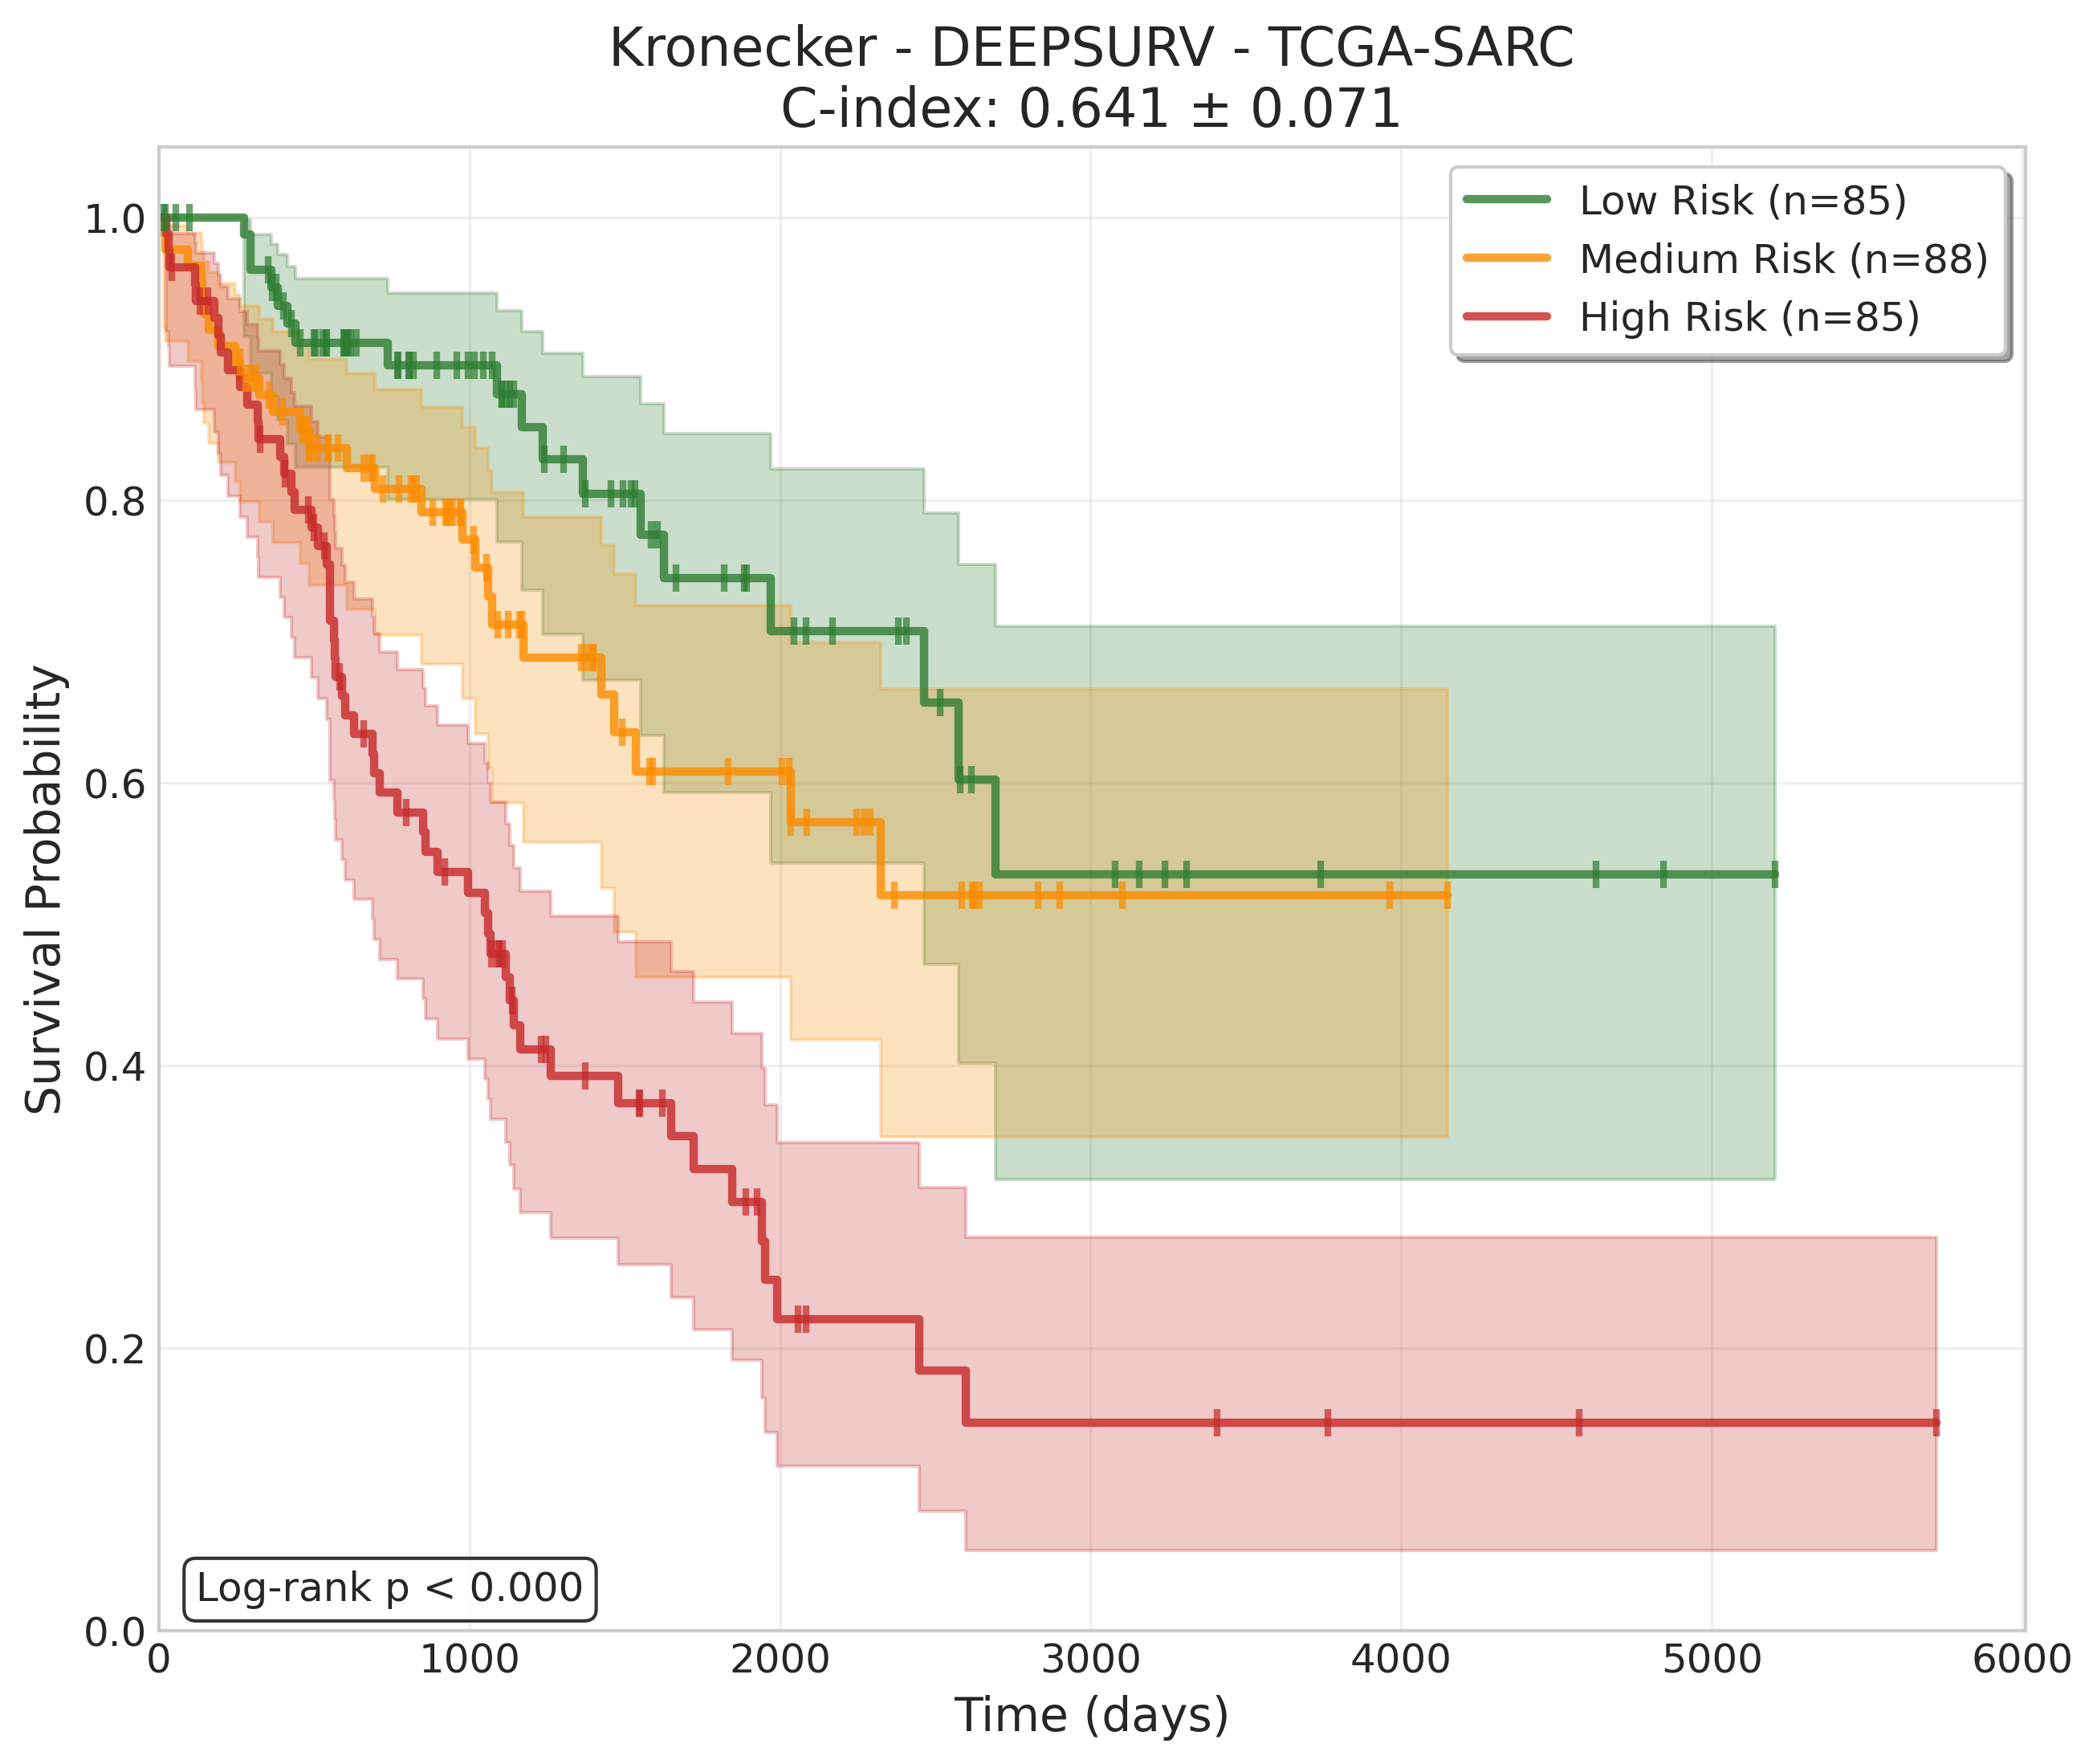 Kronecker - DEEPSURV - TCGA-SARC
C-index: 0.641 ± 0.071
Low Risk (n=85)
Medium Risk (n=88)
High Risk (n=85)
Survival Probability
1.0
0.8
0.6
0.4
0.2
0.0
Log-rank p < 0.000
0 1000 2000 3000 4000 5000 6000
Time (days)